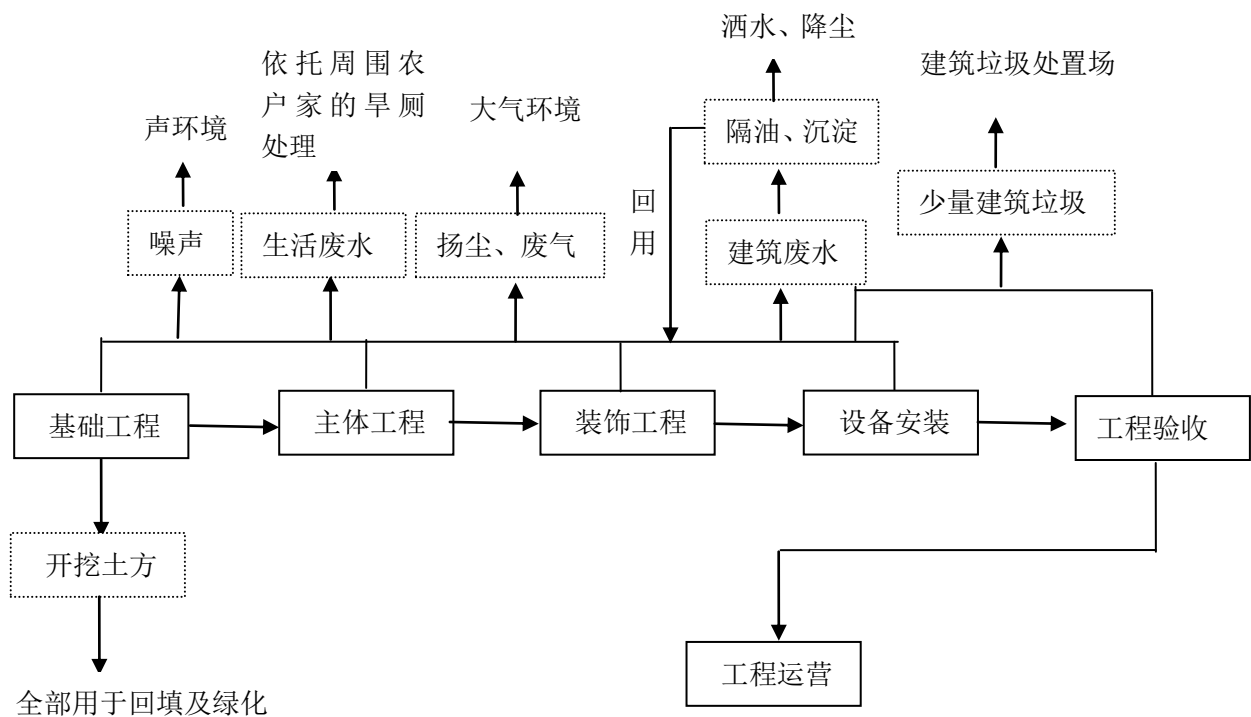 洒水、降尘
依托周围农
户家的旱厕
处理
建筑垃圾处置场
声环境
大气环境
隔油、沉淀
回
用
少量建筑垃圾
噪声
生活废水
扬尘、废气
建筑废水
基础工程
主体工程
装饰工程
设备安装
工程验收
开挖土方
工程运营
全部用于回填及绿化